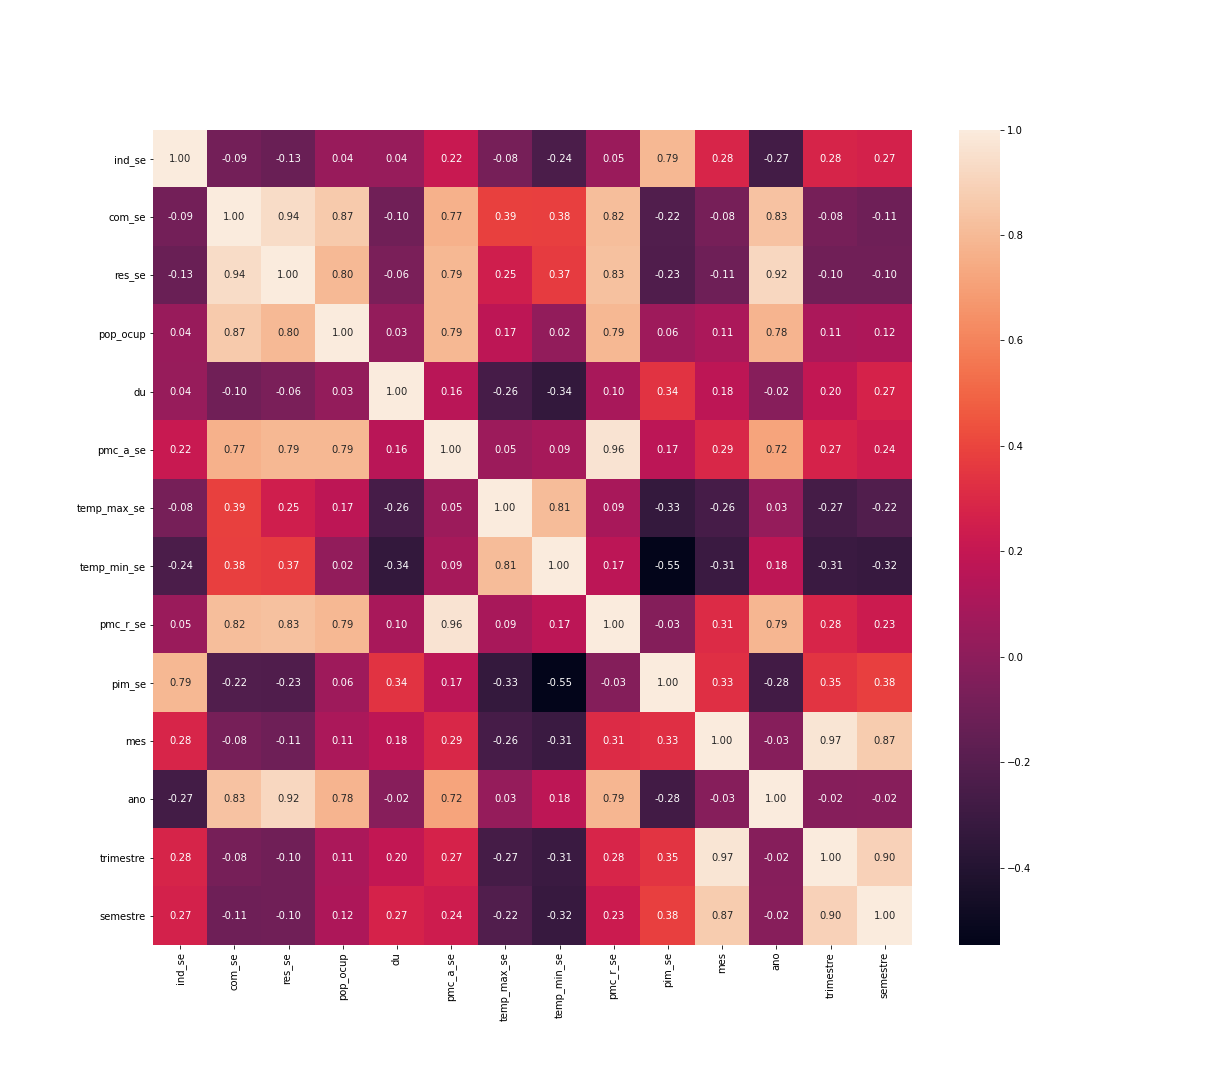 ind_se 1.00 -0.09 -0.13 0.04 0.04 0.22 -0.08 -0.24 0.05 0.79 0.28 -0.27 0.28 0.27
com_se -0.09 1.00 0.94 0.87 -0.10 0.77 0.39 0.38 0.82 -0.22 -0.08 0.83 -0.08 -0.11
res_se -0.13 0.94 1.00 0.80 -0.06 0.79 0.25 0.37 0.83 -0.23 -0.11 0.92 -0.10 -0.10
pop_ocup 0.04 0.87 0.80 1.00 0.03 0.79 0.17 0.02 0.79 0.06 0.11 0.78 0.11 0.12
du 0.04 -0.10 -0.06 0.03 1.00 0.16 -0.26 -0.34 0.10 0.34 0.18 -0.02 0.20 0.27
pmc_a_se 0.22 0.77 0.79 0.79 0.16 1.00 0.05 0.09 0.96 0.17 0.29 0.72 0.27 0.24
temp_max_se -0.08 0.39 0.25 0.17 -0.26 0.05 1.00 0.81 0.09 -0.33 -0.26 0.03 -0.27 -0.22
temp_min_se -0.24 0.38 0.37 0.02 -0.34 0.09 0.81 1.00 0.17 -0.55 -0.31 0.18 -0.31 -0.32
pmc_r_se 0.05 0.82 0.83 0.79 0.10 0.96 0.09 0.17 1.00 -0.03 0.31 0.79 0.28 0.23
pim_se 0.79 -0.22 -0.23 0.06 0.34 0.17 -0.33 -0.55 -0.03 1.00 0.33 -0.28 0.35 0.38
mes 0.28 -0.08 -0.11 0.11 0.18 0.29 -0.26 -0.31 0.31 0.33 1.00 -0.03 0.97 0.87
ano -0.27 0.83 0.92 0.78 -0.02 0.72 0.03 0.18 0.79 -0.28 -0.03 1.00 -0.02 -0.02
trimestre 0.28 -0.08 -0.10 0.11 0.20 0.27 -0.27 -0.31 0.28 0.35 0.97 -0.02 1.00 0.90
semestre 0.27 -0.11 -0.10 0.12 0.27 0.24 -0.22 -0.32 0.23 0.38 0.87 -0.02 0.90 1.00
ind_se com_se res_se pop_ocup du pmc_a_se temp_max_se temp_min_se pmc_r_se pim_se mes ano trimestre semestre
1.0
0.8
0.6
0.4
0.2
0.0
−0.2
−0.4